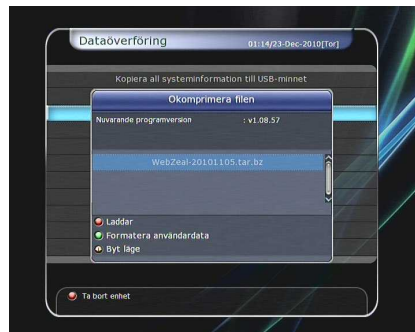 Dataöverföring
01:14/23-Dec-2010[Tor]
Kopiera all systeminformation till USB-minnet
Okomprimera filen
Nuvarande programversion : v1.08.57
WebZeal-20101105.tar.bz
Laddar
Formatera användardata
Byt läge
Ta bort enhet